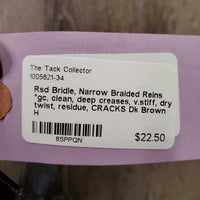 The Tack Collector
1005621-34
Rsd Bridle, Narrow Braided Reins
*gc, clean, deep creases, v.stiff, dry
twist, residue, CRACKS Dk Brown
H
85PPQN
$22.50